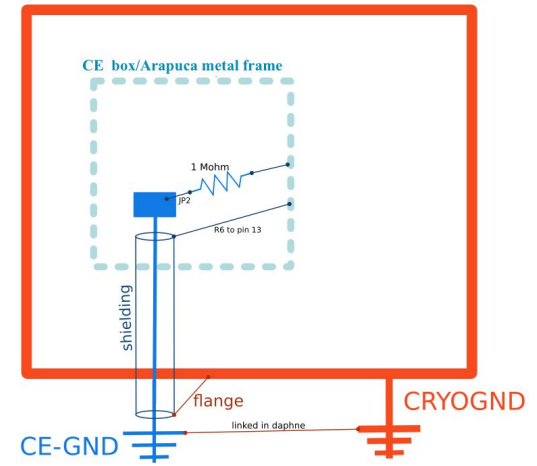 CE box/Arapuca metal frame
1 Mohm
JP2
R6 to pin 13
shielding
flange
CRYOGND
linked in daphne
CE-GND